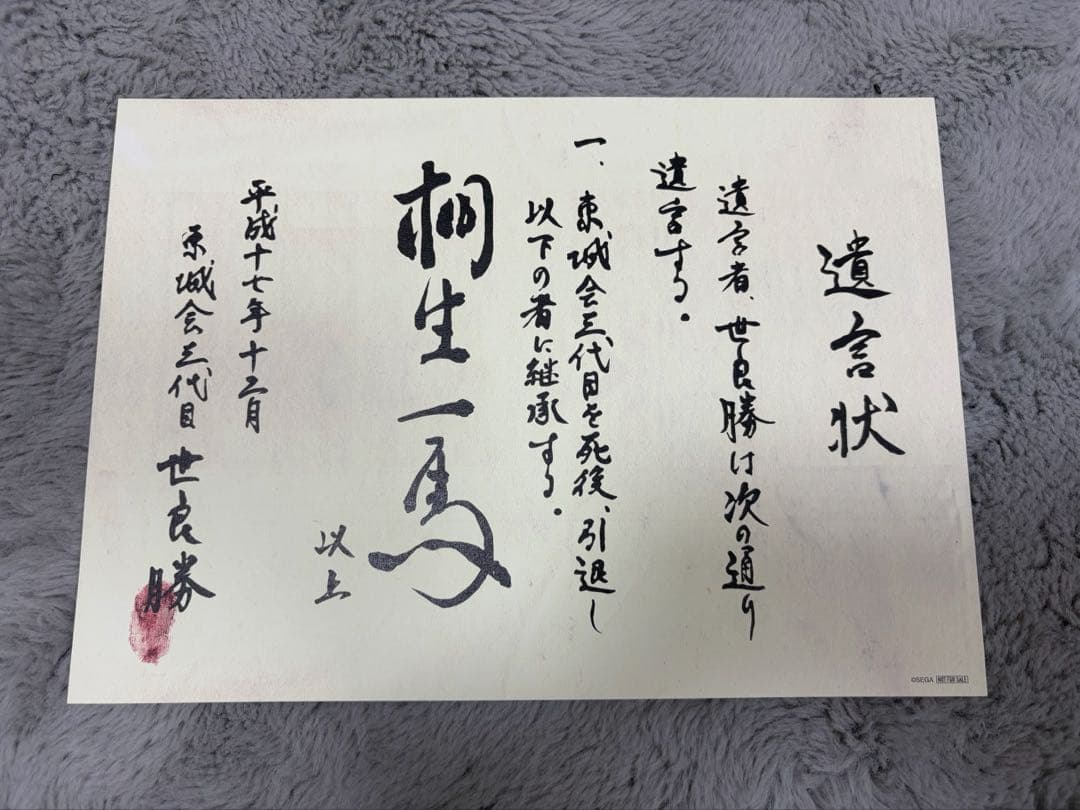 遺言状
遺言者、世良勝は次の通り
遺言する。
一、東城会三代目を死後、引退し
以下の者に継承する。
桐生一馬
以上
平成十七年十二月
東城会三代目 世良勝
©SEGA NOT FOR SALE